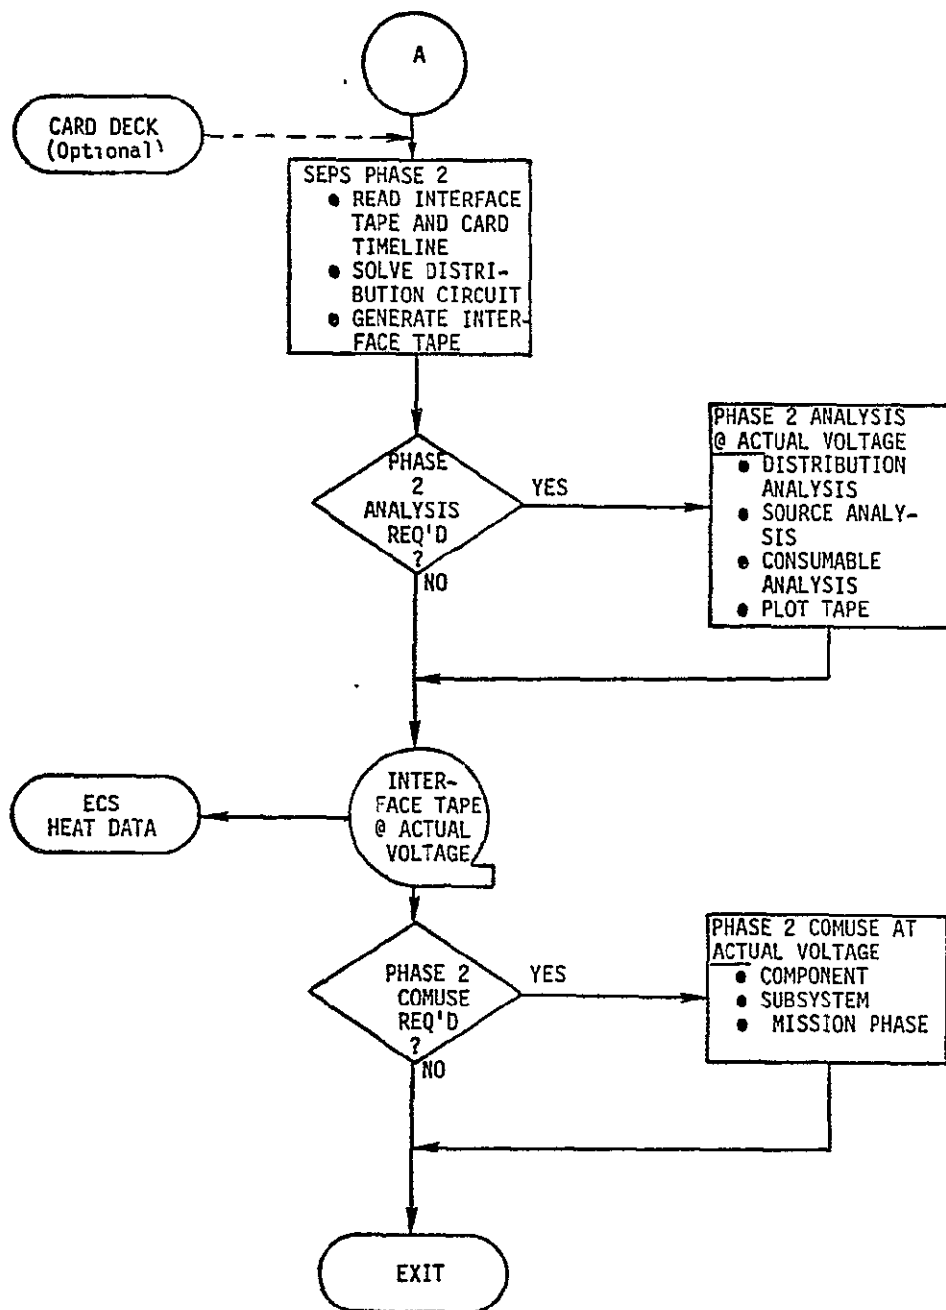 A
CARD DECK
(Optional)
SEPS PHASE 2
● READ INTERFACE
TAPE AND CARD
TIMELINE
● SOLVE DISTRI-
BUTION CIRCUIT
● GENERATE INTER-
FACE TAPE
PHASE
2
ANALYSIS
REQ'D
?
YES
NO
PHASE 2 ANALYSIS
@ ACTUAL VOLTAGE
● DISTRIBUTION
ANALYSIS
● SOURCE ANALY-
SIS
● CONSUMABLE
ANALYSIS
● PLOT TAPE
INTER-
FACE TAPE
@ ACTUAL
VOLTAGE
ECS
HEAT DATA
PHASE 2
COMUSE
REQ'D
?
YES
NO
PHASE 2 COMUSE AT
ACTUAL VOLTAGE
● COMPONENT
● SUBSYSTEM
● MISSION PHASE
EXIT